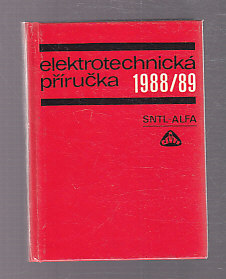 elektrotechnická
příručka 1988/89
SNTL ALFA